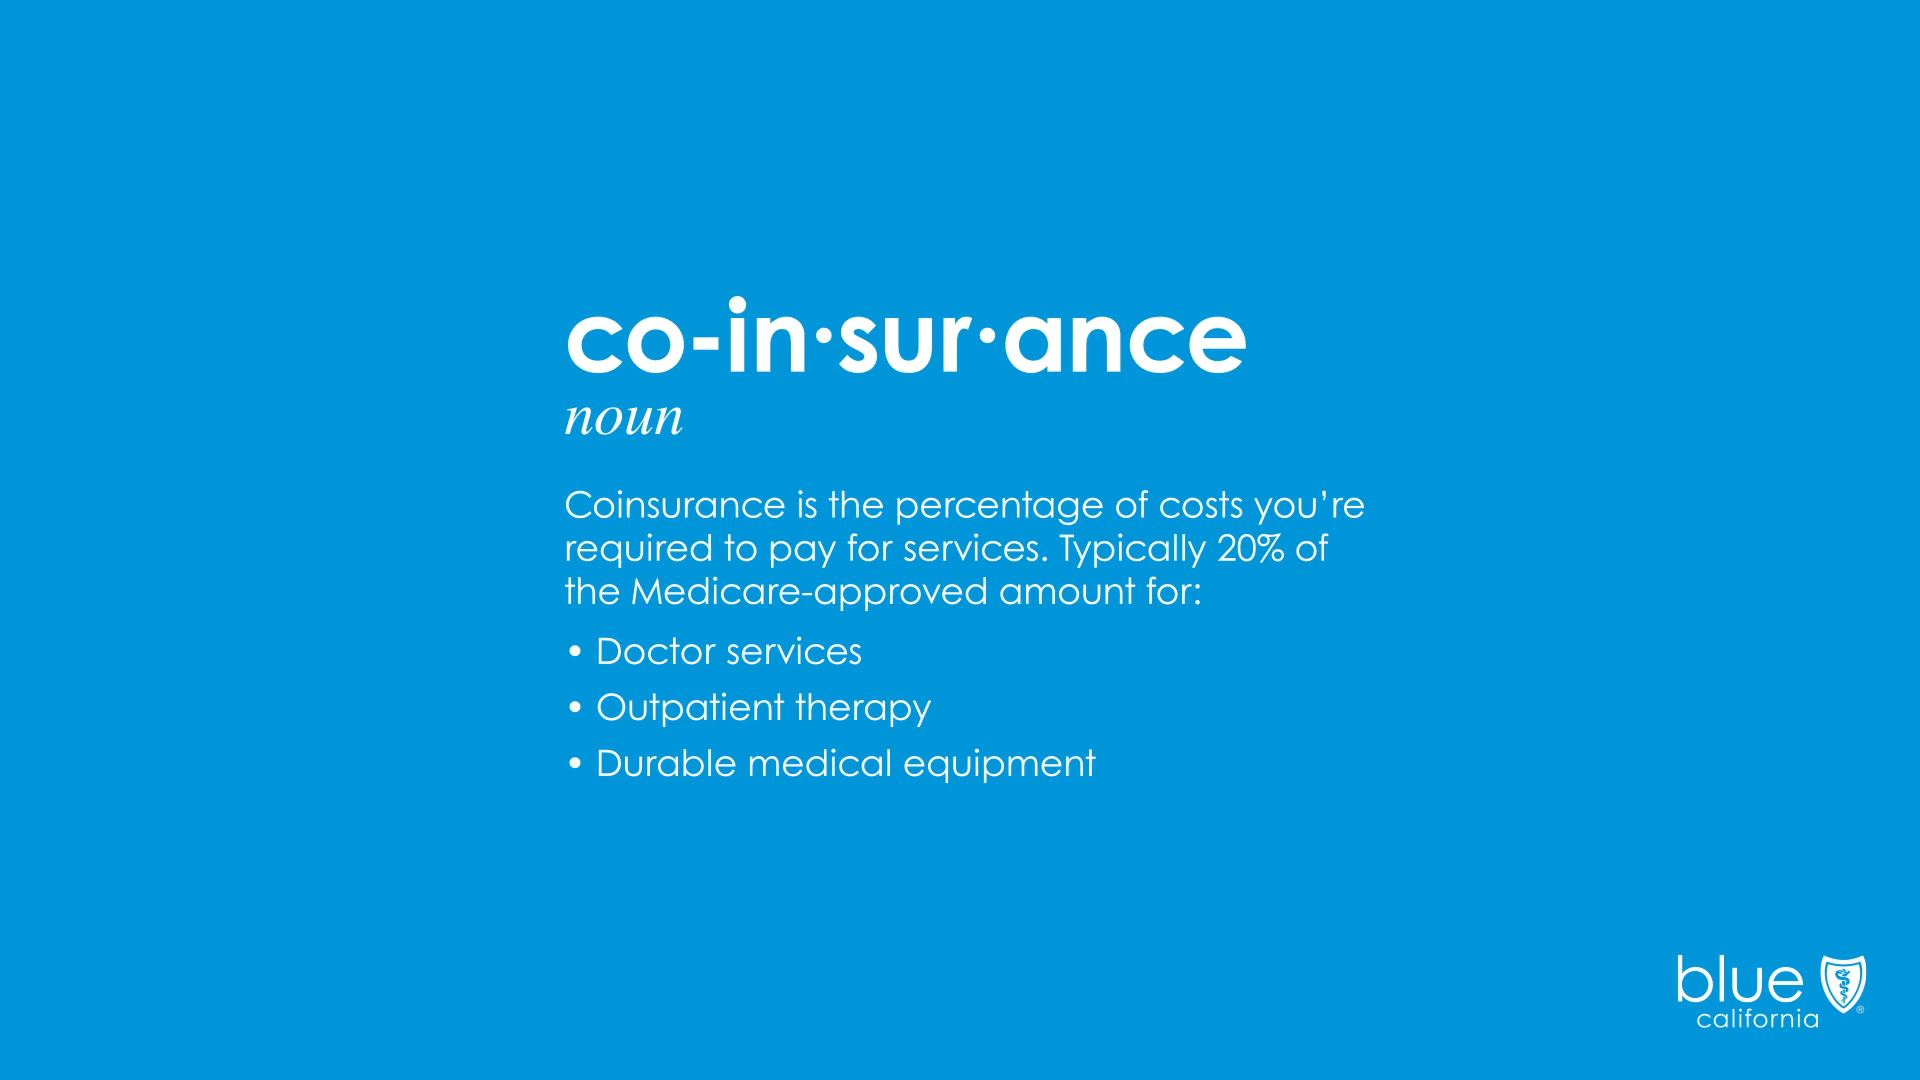 co-in·sur·ance
noun
Coinsurance is the percentage of costs you’re
required to pay for services. Typically 20% of
the Medicare-approved amount for:
• Doctor services
• Outpatient therapy
• Durable medical equipment
blue
california
®